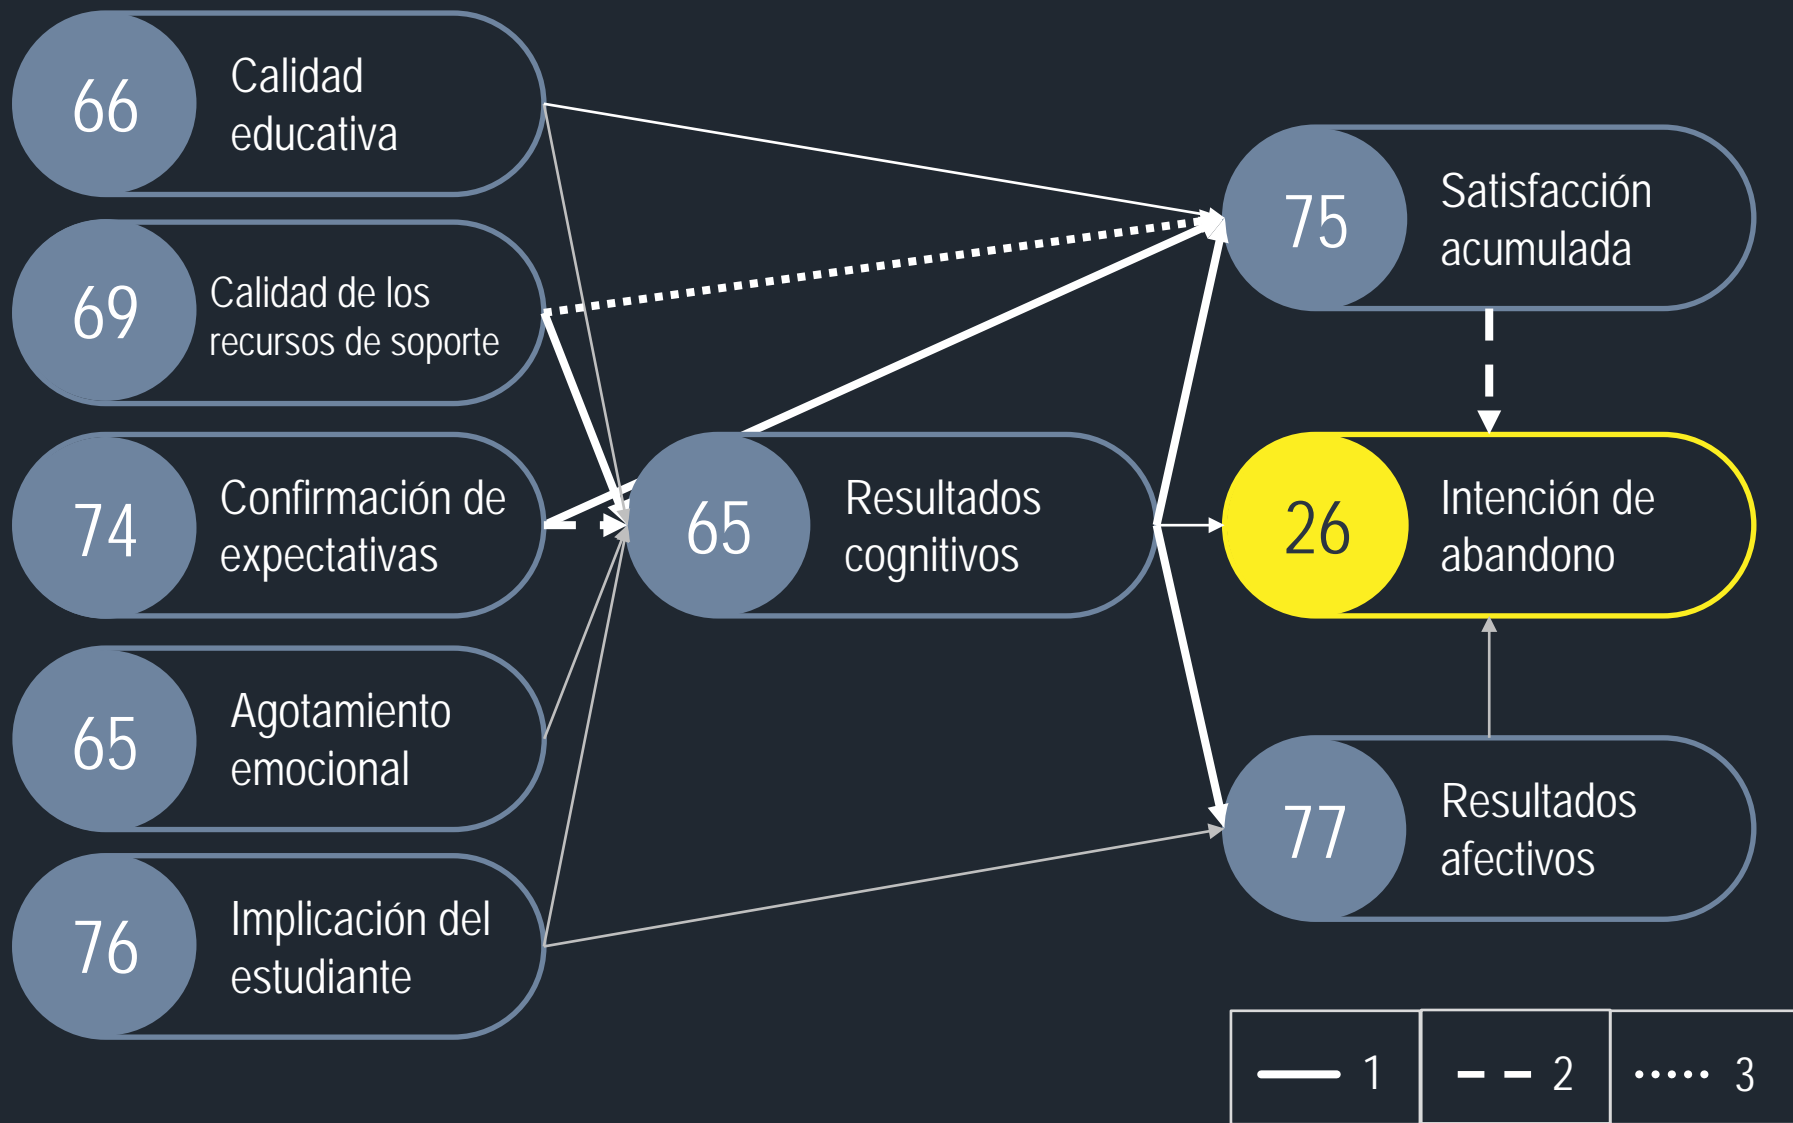 66
Calidad
educativa
69
Calidad de los
recursos de soporte
74
Confirmación de
expectativas
65
Agotamiento
emocional
76
Implicación del
estudiante
65
Resultados
cognitivos
75
Satisfacción
acumulada
26
Intención de
abandono
77
Resultados
afectivos
1
2
3